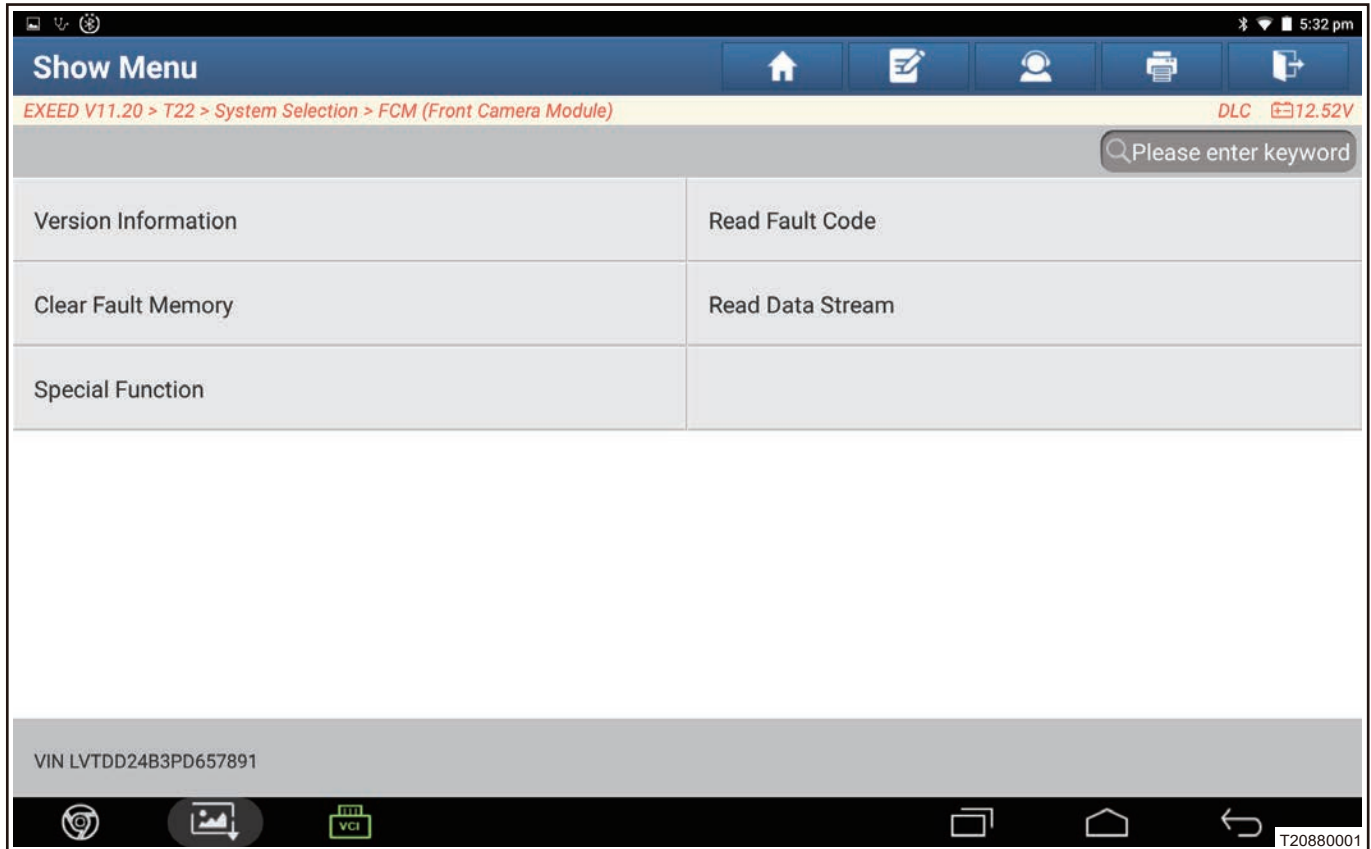 5:32 pm
Show Menu
EXEED V11.20 > T22 > System Selection > FCM (Front Camera Module)
DLC 12.52V
Please enter keyword
Version Information
Read Fault Code
Clear Fault Memory
Read Data Stream
Special Function
VIN LVTDD24B3PD657891
VCI
T20880001